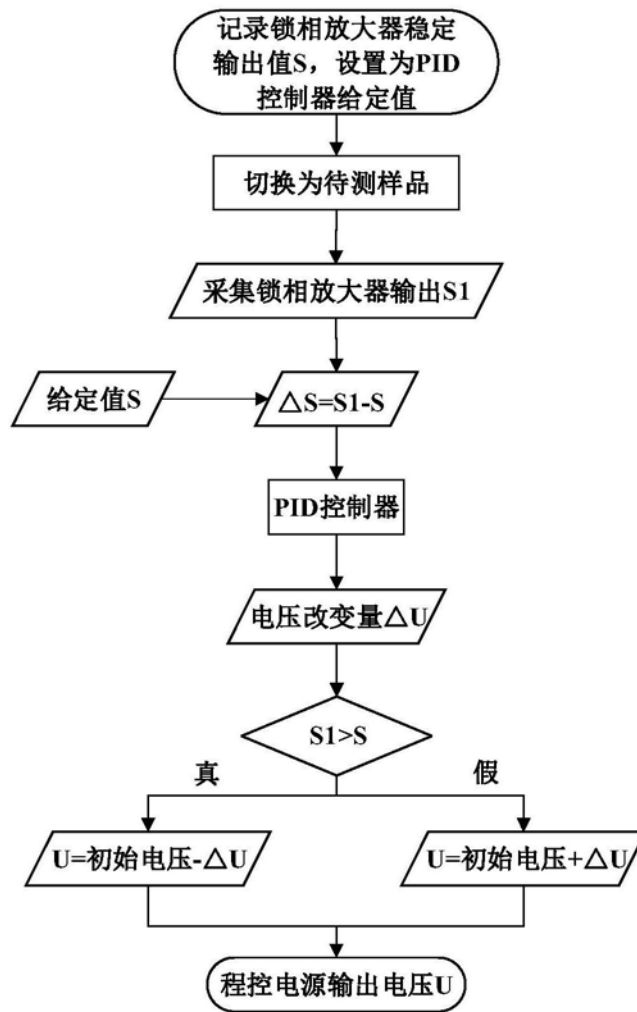 记录锁相放大器稳定
输出值S，设置为PID
控制器给定值
切换为待测样品
采集锁相放大器输出S1
给定值S
△S=S1-S
PID控制器
电压改变量△U
S1>S
真
假
U=初始电压-△U
U=初始电压+△U
程控电源输出电压U